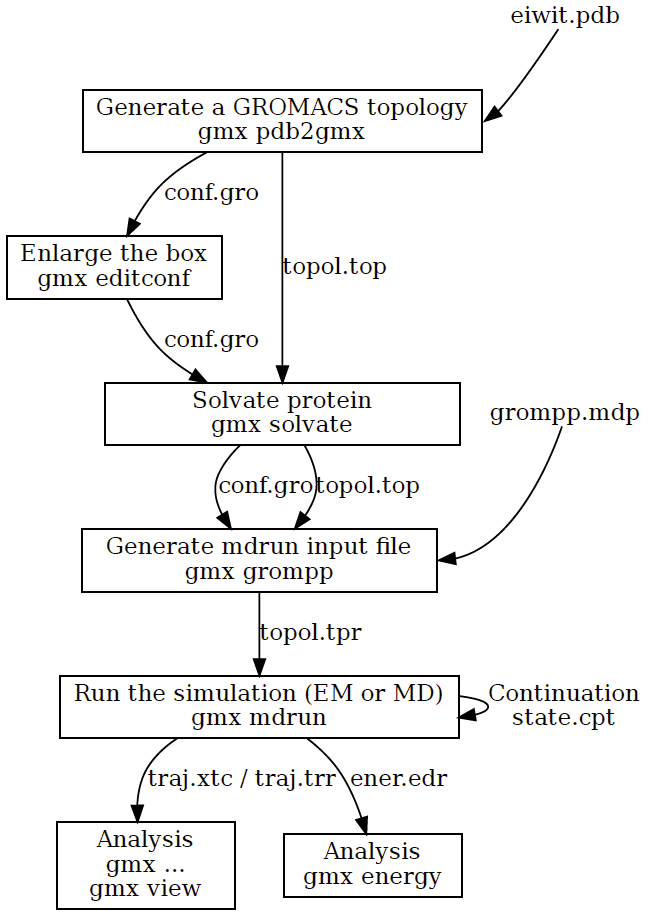 eiwit.pdb
Generate a GROMACS topology
gmx pdb2gmx
conf.gro
Enlarge the box
gmx editconf
topol.top
conf.gro
Solvate protein
gmx solvate
grompp.mdp
conf.gro
topol.top
Generate mdrun input file
gmx grompp
topol.tpr
Run the simulation (EM or MD)
gmx mdrun
Continuation
state.cpt
traj.xtc / traj.trr
ener.edr
Analysis
gmx ...
gmx view
Analysis
gmx energy